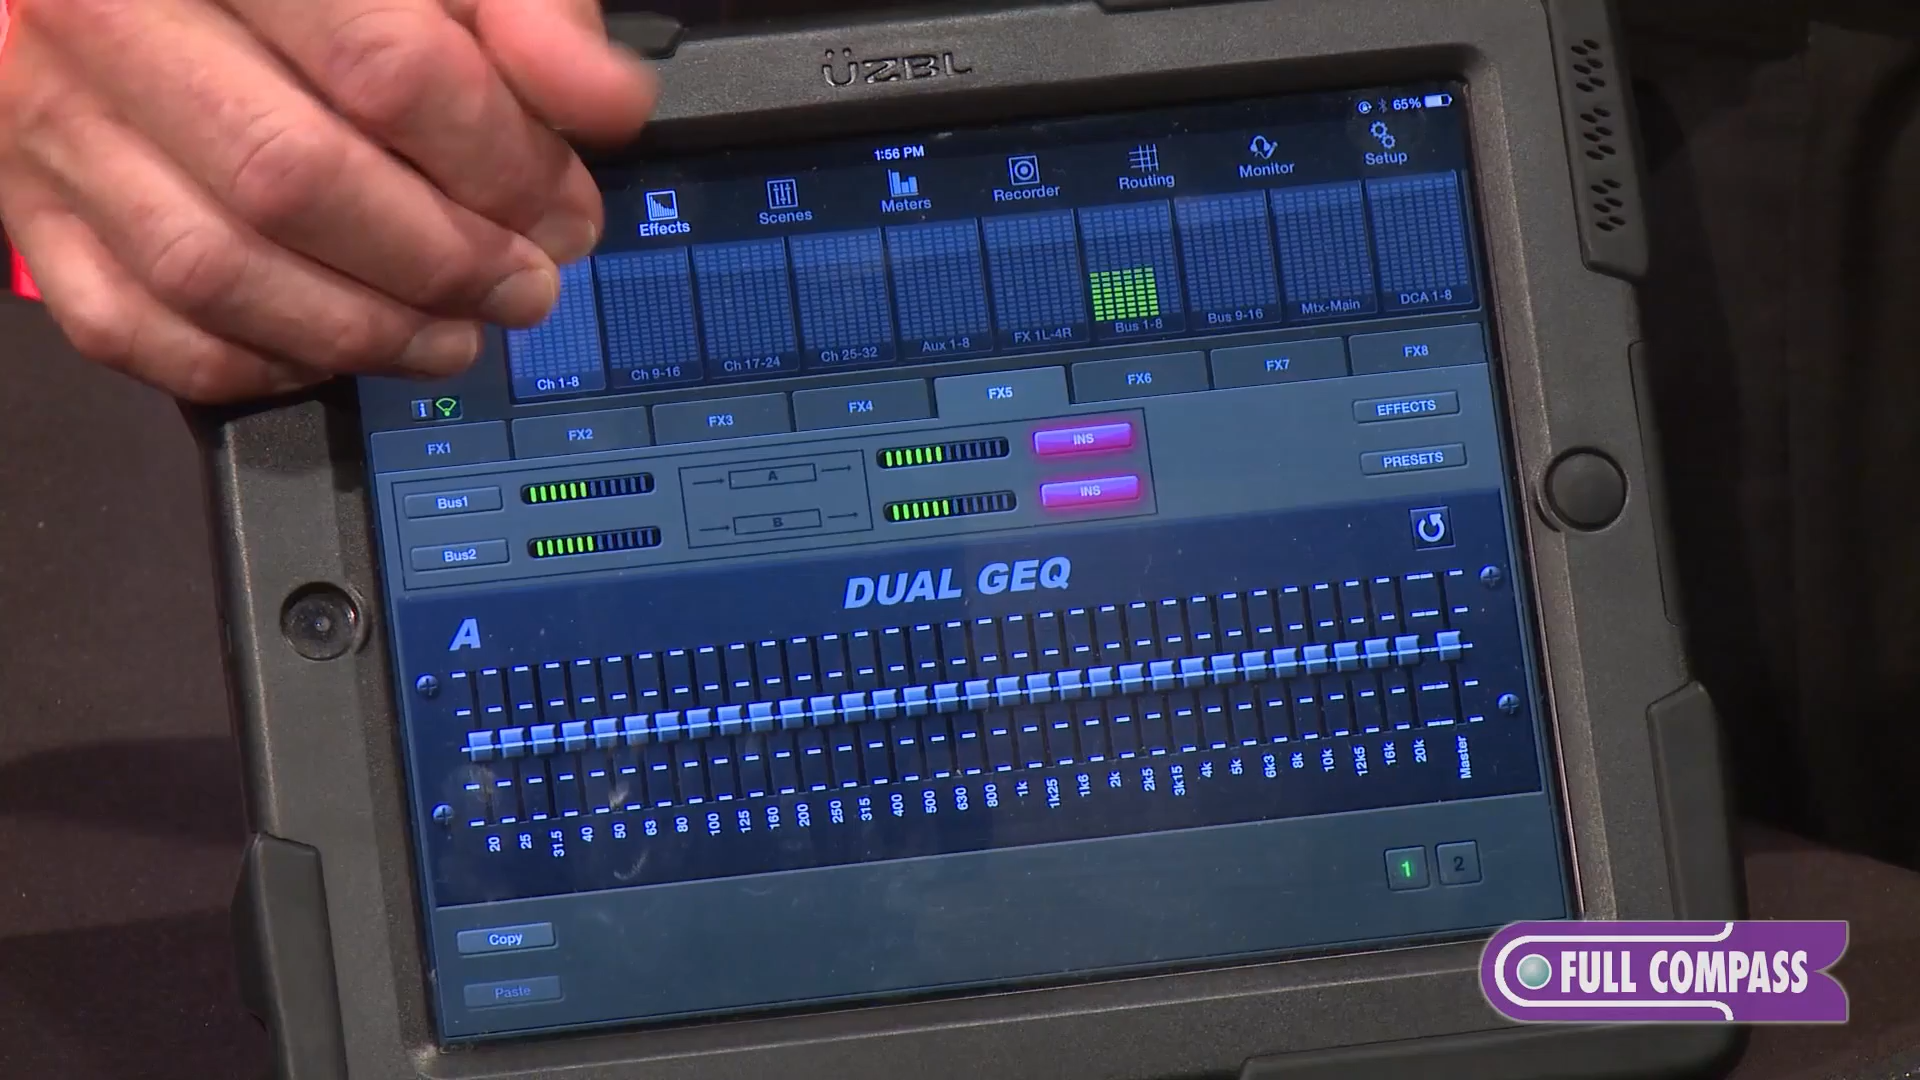 ÜZBL
65%
1:56 PM
Effects
Scenes
Meters
Recorder
Routing
Monitor
Setup
Ch 1-8
Ch 9-16
Ch 17-24
Ch 25-32
Aux 1-8
FX 1L-4R
Bus 1-8
Bus 9-16
Mtx-Main
DCA 1-8
i
FX1
FX2
FX3
FX4
FX5
FX6
FX7
FX8
Bus1
A
INS
EFFECTS
Bus2
B
INS
PRESETS
DUAL GEQ
A
20
25
31.5
40
50
63
80
100
125
160
200
250
315
400
500
630
800
1k
1k25
1k6
2k
2k5
3k15
4k
5k
6k3
8k
10k
12k5
16k
20k
Master
1
2
Copy
Paste
FULL COMPASS